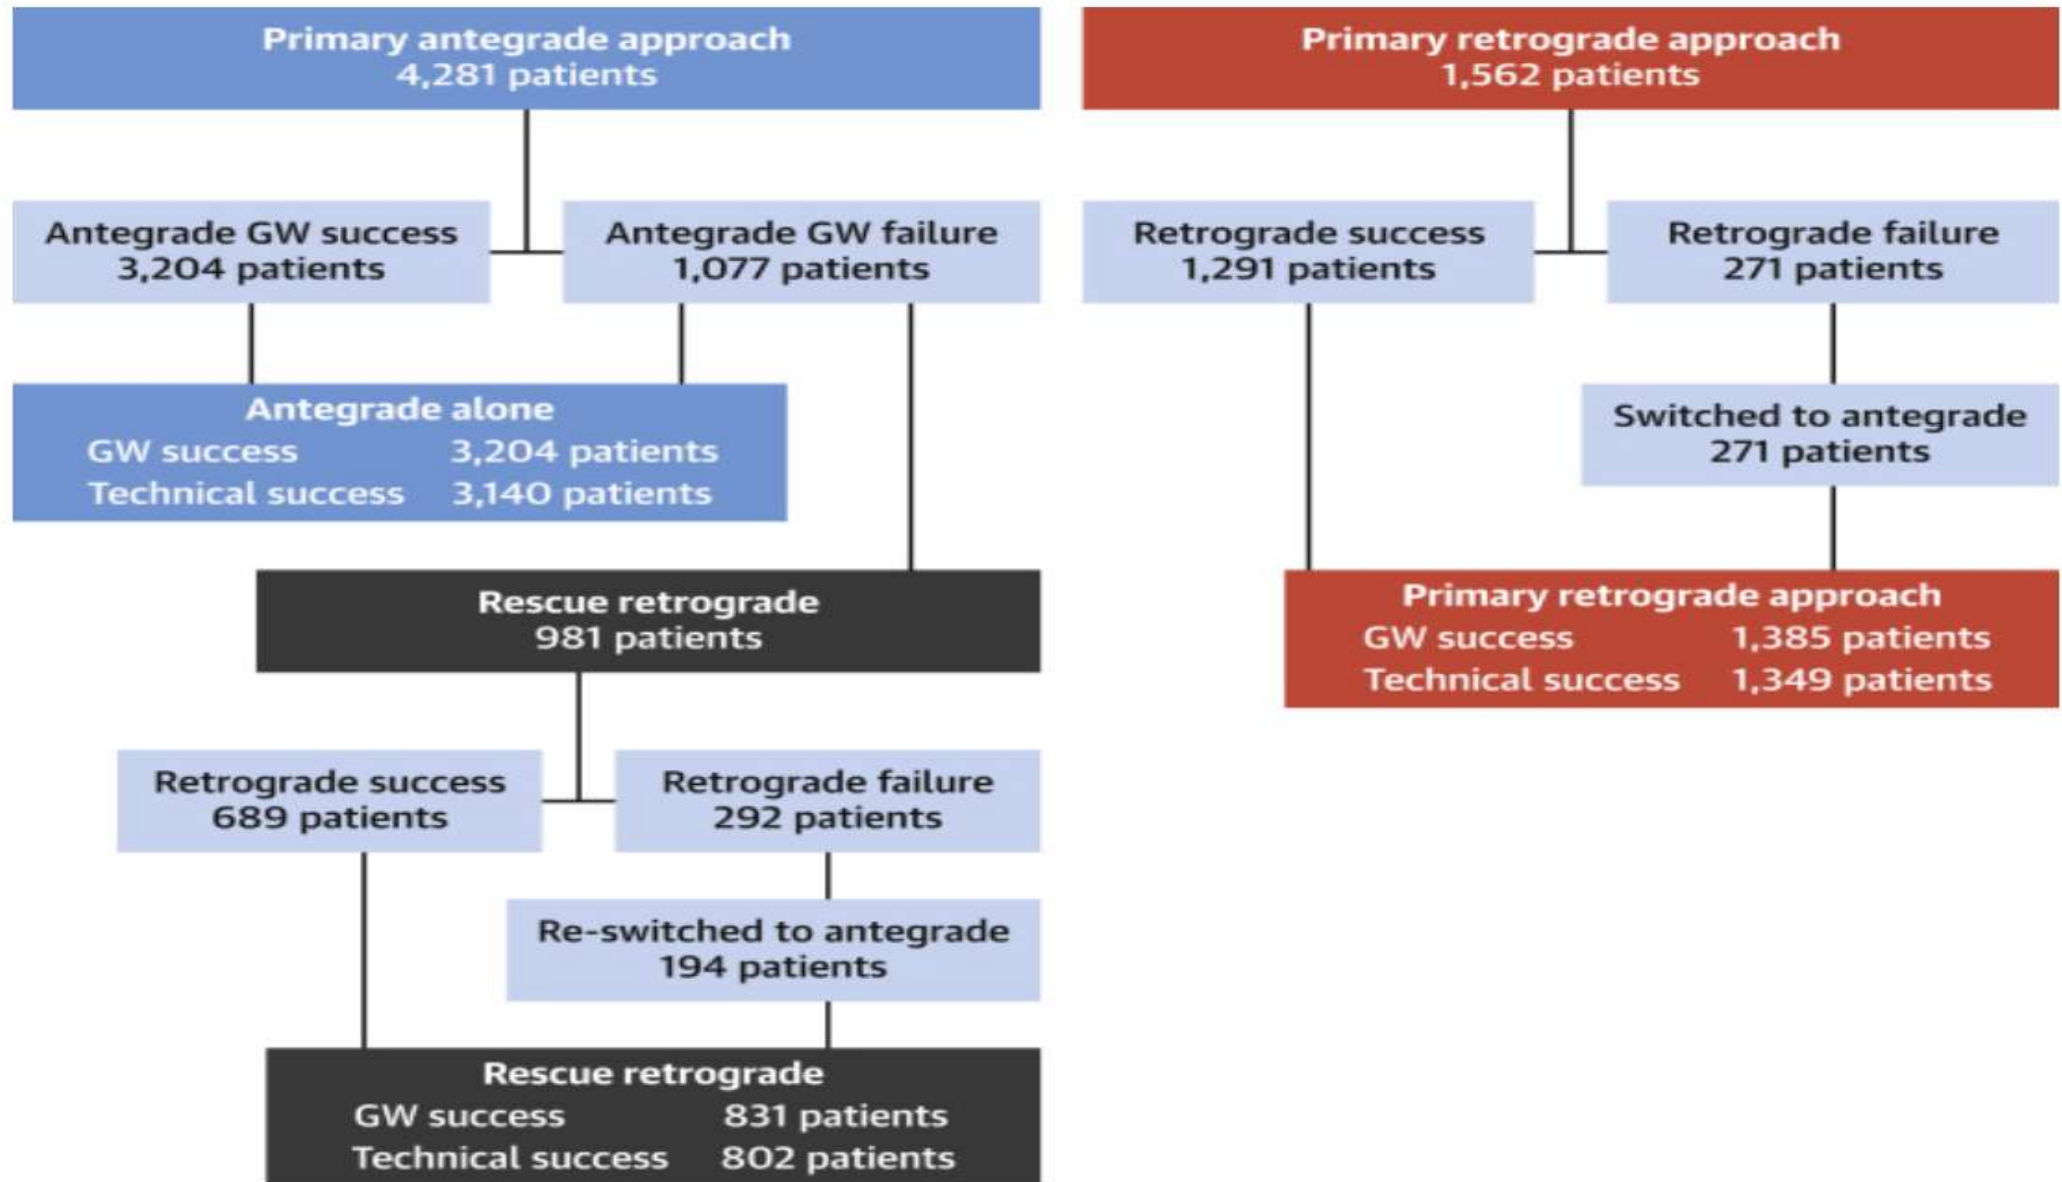 Primary antegrade approach
4,281 patients
Primary retrograde approach
1,562 patients
Antegrade GW success
3,204 patients
Antegrade GW failure
1,077 patients
Retrograde success
1,291 patients
Retrograde failure
271 patients
Antegrade alone
GW success 3,204 patients
Technical success 3,140 patients
Switched to antegrade
271 patients
Rescue retrograde
981 patients
Primary retrograde approach
GW success 1,385 patients
Technical success 1,349 patients
Retrograde success
689 patients
Retrograde failure
292 patients
Re-switched to antegrade
194 patients
Rescue retrograde
GW success 831 patients
Technical success 802 patients